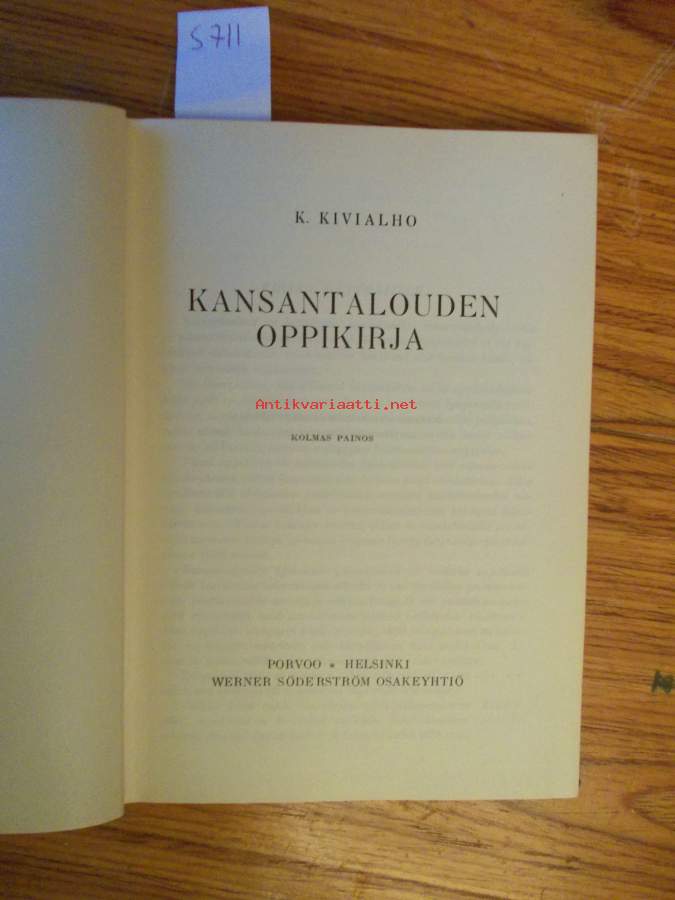 S711
K. KIVIALHO
KANSANTALOUDEN
OPPIKIRJA
Antikvariaatti.net
KOLMAS PAINOS
PORVOO ★ HELSINKI
WERNER SÖDERSTRÖM OSAKEYHTIÖ